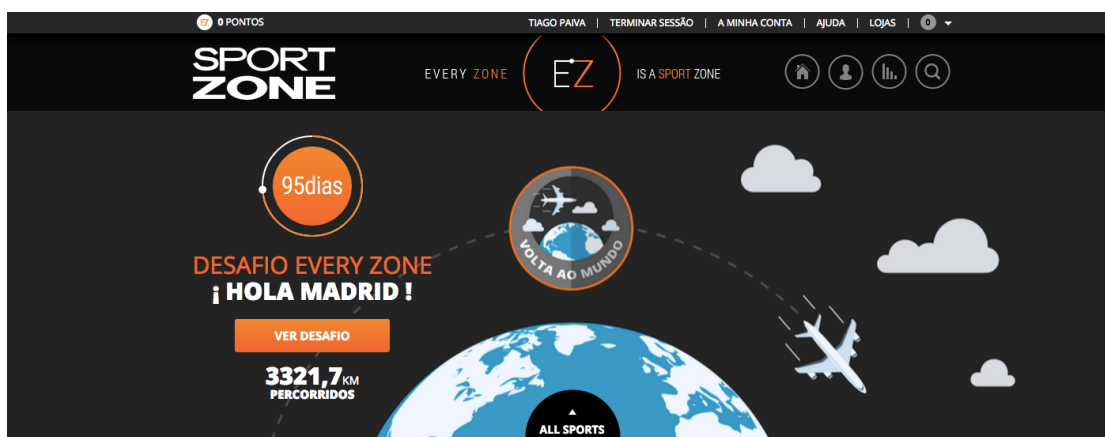 EZ 0 PONTOS
TIAGO PAIVA | TERMINAR SESSÃO | A MINHA CONTA | AJUDA | LOJAS | 0
SPORT
ZONE
EVERY ZONE EZ IS A SPORT ZONE
95dias
VOLTA AO MUNDO
DESAFIO EVERY ZONE
¡ HOLA MADRID !
VER DESAFIO
3321,7KM
PERCORRIDOS
ALL SPORTS